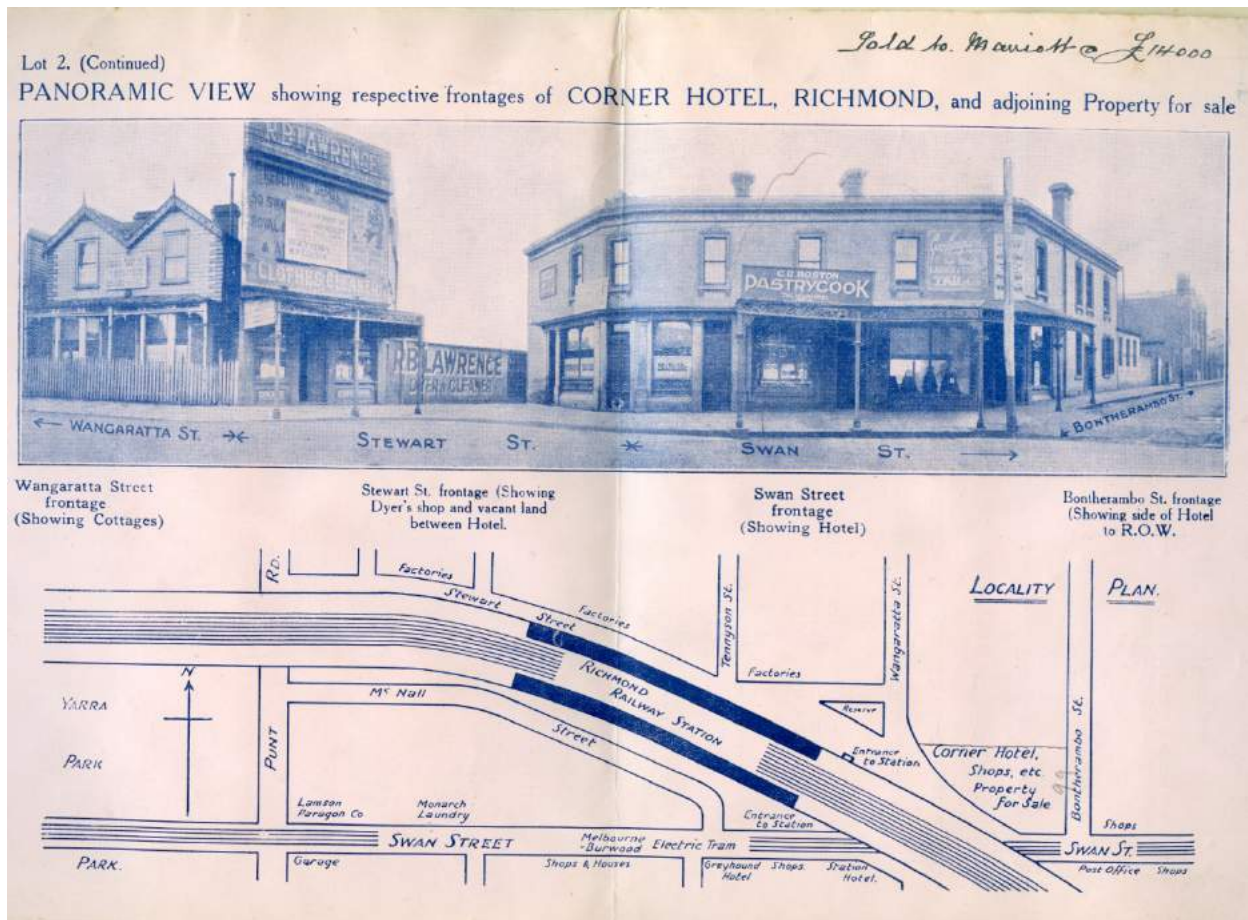 Sold to. Marriott @ £14000
Lot 2. (Continued)
PANORAMIC VIEW showing respective frontages of CORNER HOTEL, RICHMOND, and adjoining Property for sale
R.B. LAWRENCE
CLOTHES CLEANER
R.B. LAWRENCE
DYER & CLEANER
C.E. BOSTON
PASTRYCOOK
← WANGARATTA ST. →←
STEWART ST.
SWAN ST. →
← BONTHERAMBO ST. →
Wangaratta Street
frontage
(Showing Cottages)
Stewart St. frontage (Showing
Dyer's shop and vacant land
between Hotel.
Swan Street
frontage
(Showing Hotel)
Bontherambo St. frontage
(Showing side of Hotel
to R.O.W.
LOCALITY PLAN.
RD.
Factories
Stewart
Street
Factories
Tennyson St.
Factories
Wangaratta St.
Bontherambo St.
Reserve
RICHMOND
RAILWAY STATION
Entrance
to Station
Corner Hotel,
Shops, etc
Property
for Sale
N
YARRA
PARK
PUNT
Mc Nall
Street
Lamson
Paragon Co
Monarch
Laundry
Entrance
to Station
Shops
SWAN STREET
Melbourne
-Burwood Electric Tram
SWAN ST.
PARK.
Garage
Shops & Houses
Greyhound
Hotel
Shops.
Station
Hotel.
Post Office
Shops